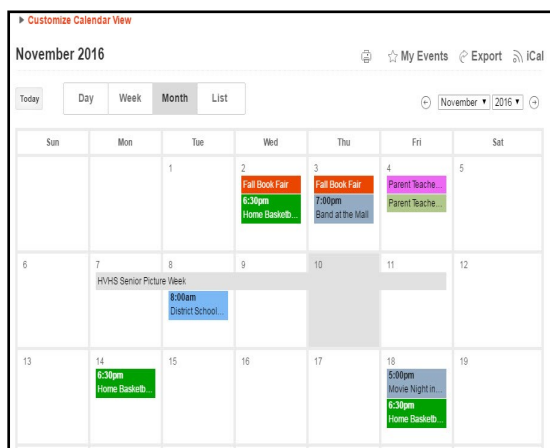 Customize Calendar View
November 2016
My Events Export iCal
Today Day Week Month List November 2016
Sun Mon Tue Wed Thu Fri Sat
1 2 3 4 5
Fall Book Fair Fall Book Fair Parent Teache...
6:30pm 7:00pm Parent Teache...
Home Basketb... Band at the Mall
6 7 8 9 10 11 12
HVHS Senior Picture Week
8:00am
District School...
13 14 15 16 17 18 19
6:30pm 5:00pm
Home Basketb... Movie Night in...
6:30pm
Home Basketb...